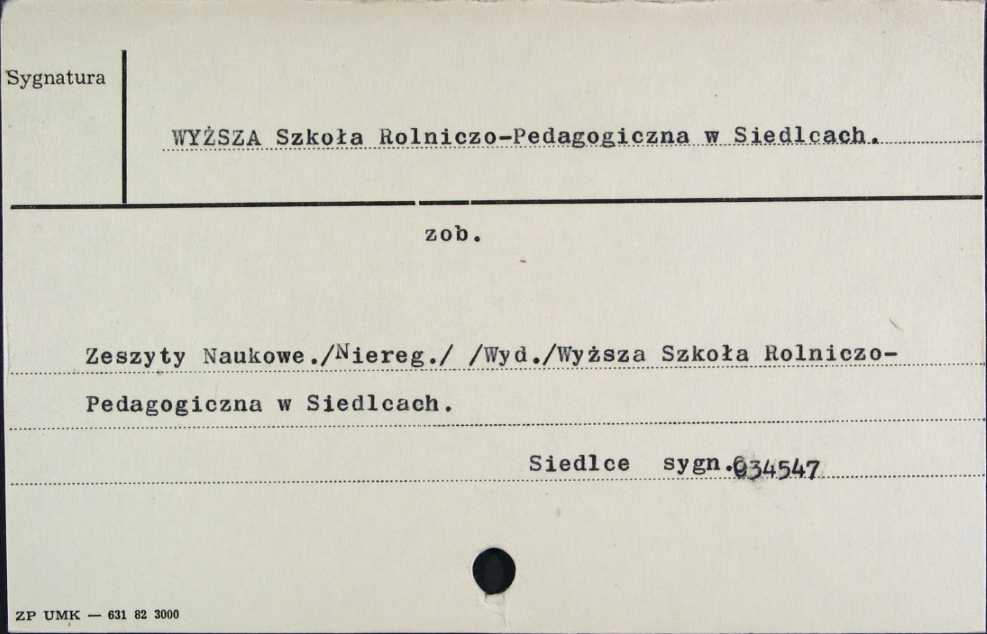 Sygnatura
WYŻSZA Szkoła Rolniczo-Pedagogiczna w Siedlcach.
zob.
Zeszyty Naukowe./Niereg./ /Wyd./Wyższa Szkoła Rolniczo-
Pedagogiczna w Siedlcach.
Siedlce sygn.034547
ZP UMK — 631 82 3000